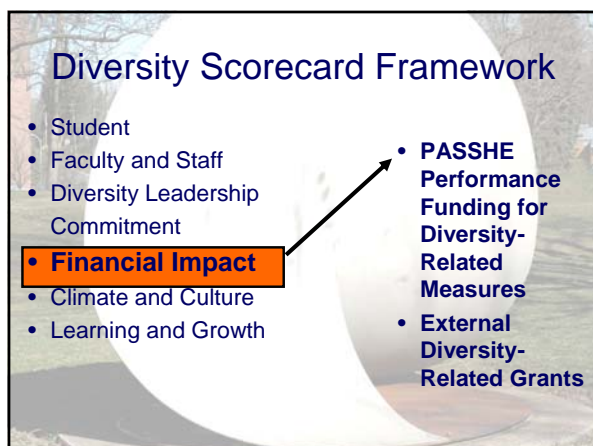 Diversity Scorecard Framework
• Student
• Faculty and Staff
• Diversity Leadership
Commitment
• Financial Impact
• Climate and Culture
• Learning and Growth
• PASSHE
Performance
Funding for
Diversity-
Related
Measures
• External
Diversity-
Related Grants